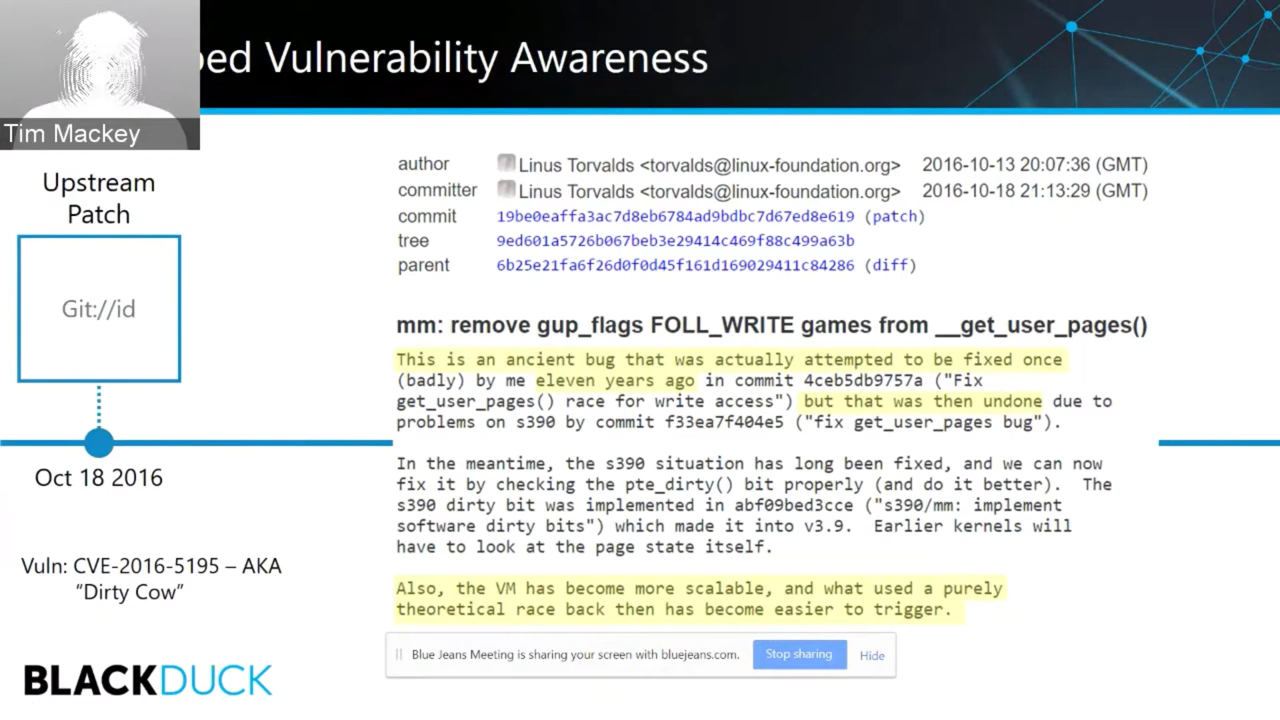 Tim Mackey
Vulnerability Awareness
Upstream
Patch
Git://id
Oct 18 2016
Vuln: CVE-2016-5195 – AKA
“Dirty Cow”
BLACKDUCK
author Linus Torvalds <torvalds@linux-foundation.org> 2016-10-13 20:07:36 (GMT)
committer Linus Torvalds <torvalds@linux-foundation.org> 2016-10-18 21:13:29 (GMT)
commit 19be0eaffa3ac7d8eb6784ad9bdbc7d67ed8e619 (patch)
tree 9ed601a5726b067beb3e29414c469f88c499a63b
parent 6b25e21fa6f26d0f0d45f161d169029411c84286 (diff)
mm: remove gup_flags FOLL_WRITE games from __get_user_pages()
This is an ancient bug that was actually attempted to be fixed once
(badly) by me eleven years ago in commit 4ceb5db9757a ("Fix
get_user_pages() race for write access") but that was then undone due to
problems on s390 by commit f33ea7f404e5 ("fix get_user_pages bug").
In the meantime, the s390 situation has long been fixed, and we can now
fix it by checking the pte_dirty() bit properly (and do it better). The
s390 dirty bit was implemented in abf09bed3cce ("s390/mm: implement
software dirty bits") which made it into v3.9. Earlier kernels will
have to look at the page state itself.
Also, the VM has become more scalable, and what used a purely
theoretical race back then has become easier to trigger.
Blue Jeans Meeting is sharing your screen with bluejeans.com. Stop sharing Hide